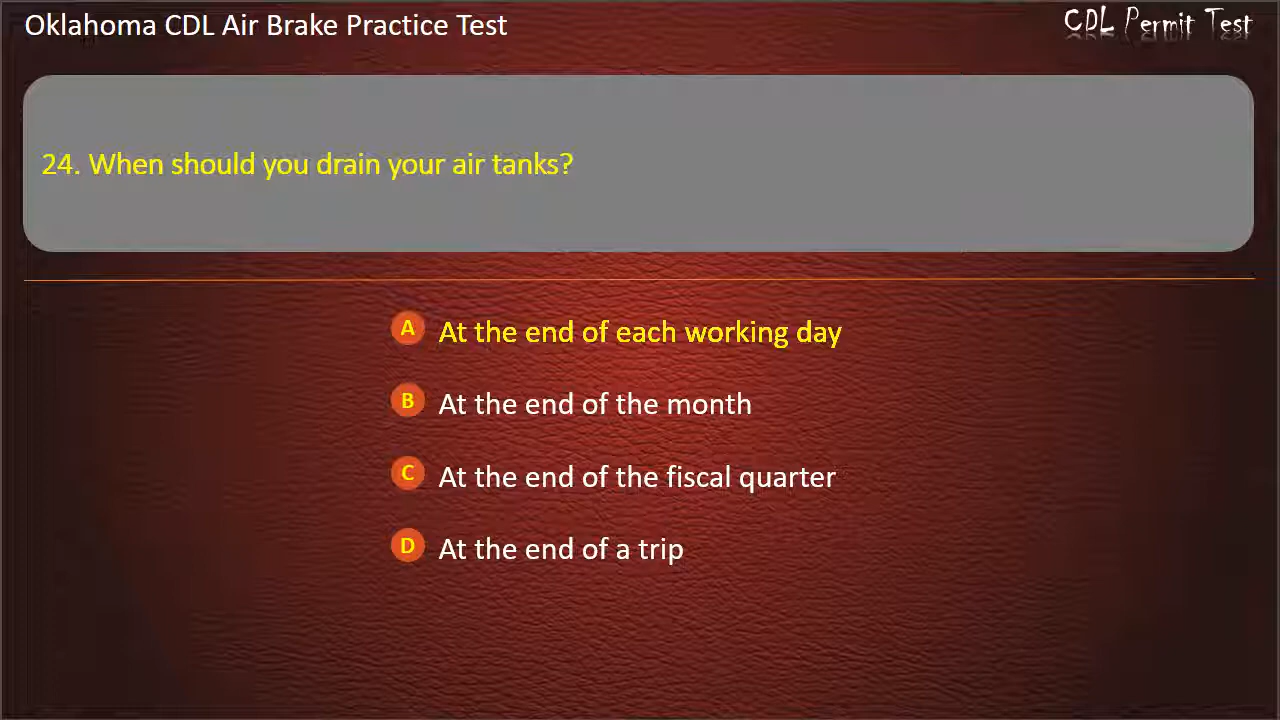 Oklahoma CDL Air Brake Practice Test
CDL Permit Test
24. When should you drain your air tanks?
A At the end of each working day
B At the end of the month
C At the end of the fiscal quarter
D At the end of a trip